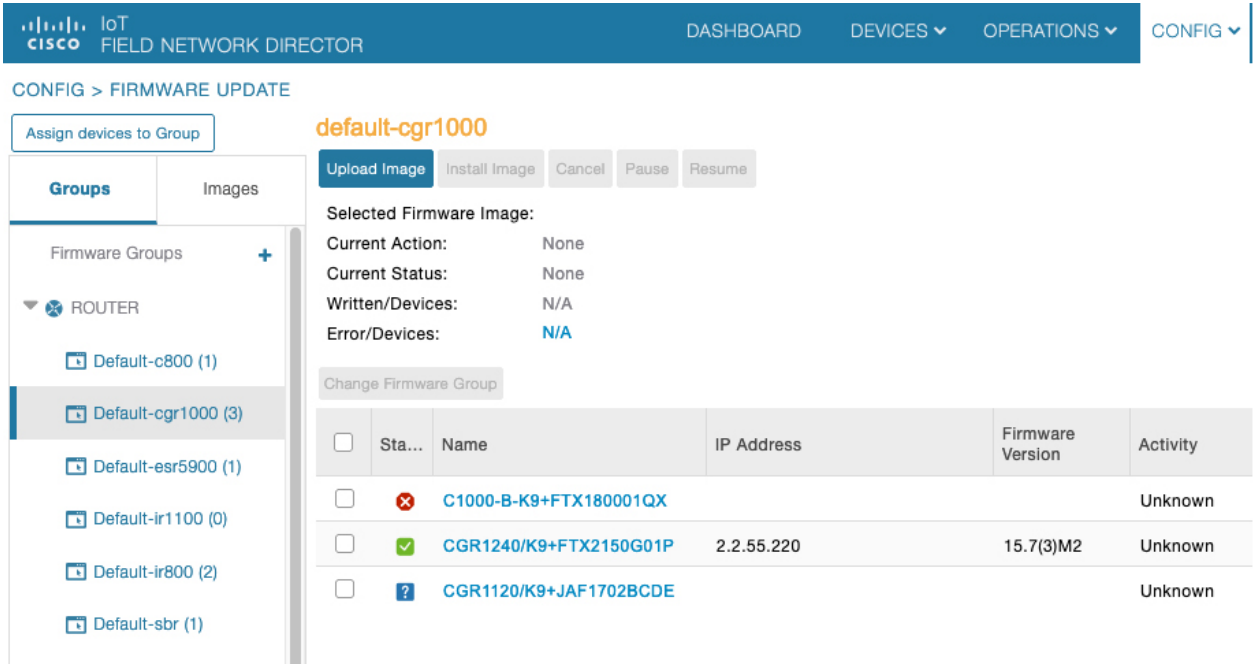 IoT
CISCO FIELD NETWORK DIRECTOR
DASHBOARD DEVICES OPERATIONS CONFIG
CONFIG > FIRMWARE UPDATE
Assign devices to Group
Groups Images
Firmware Groups +
ROUTER
Default-c800 (1)
Default-cgr1000 (3)
Default-esr5900 (1)
Default-ir1100 (0)
Default-ir800 (2)
Default-sbr (1)
default-cgr1000
Upload Image Install Image Cancel Pause Resume
Selected Firmware Image:
Current Action: None
Current Status: None
Written/Devices: N/A
Error/Devices: N/A
Change Firmware Group
Sta... Name IP Address Firmware Version Activity
C1000-B-K9+FTX180001QX Unknown
CGR1240/K9+FTX2150G01P 2.2.55.220 15.7(3)M2 Unknown
? CGR1120/K9+JAF1702BCDE Unknown